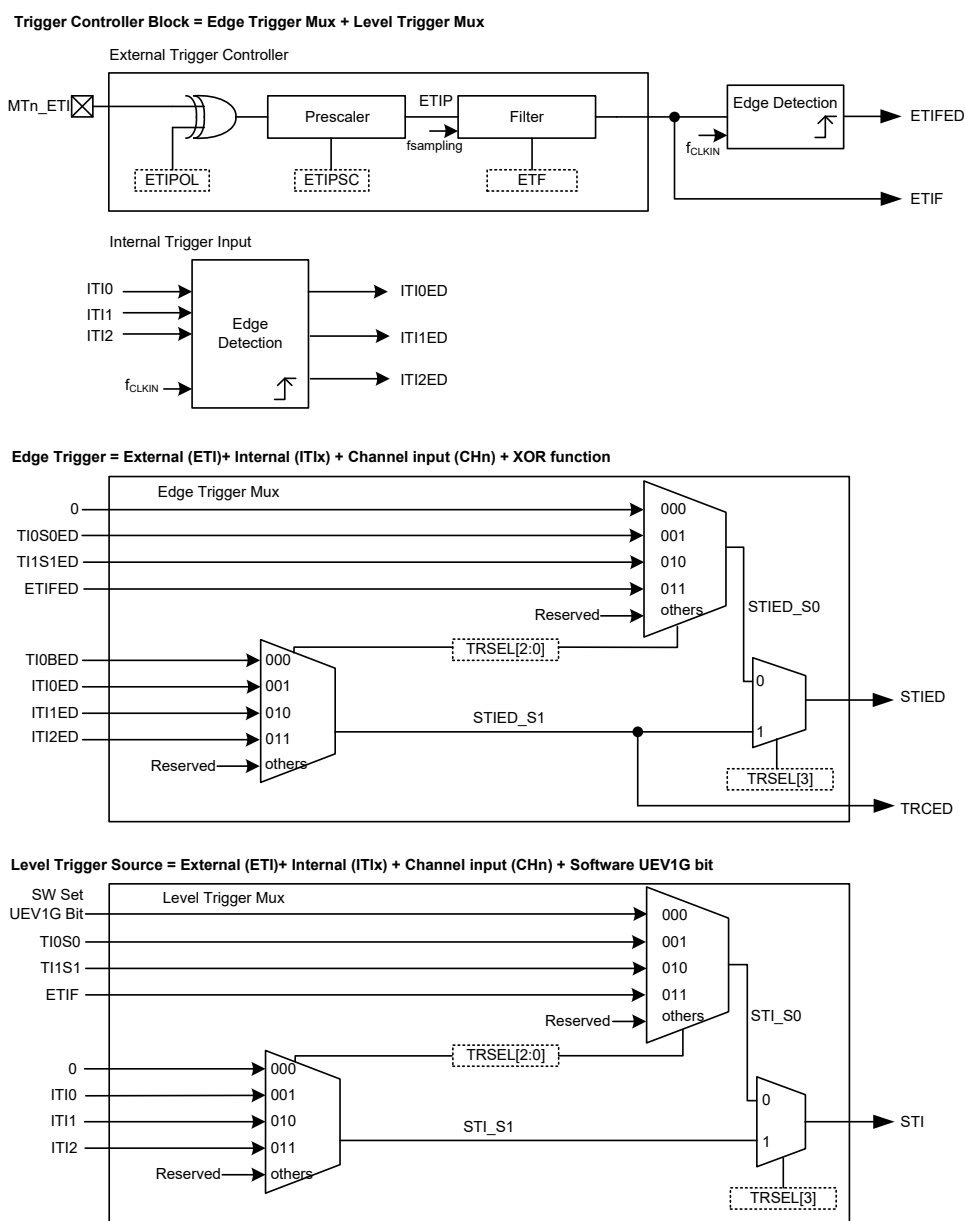 Trigger Controller Block = Edge Trigger Mux + Level Trigger Mux
External Trigger Controller
MTn_ETI
Prescaler
ETIP
fsampling
Filter
Edge Detection
fCLKIN
ETIFED
ETIPOL
ETIPSC
ETF
ETIF
Internal Trigger Input
ITI0
ITI1
ITI2
Edge
Detection
fCLKIN
ITI0ED
ITI1ED
ITI2ED
Edge Trigger = External (ETI)+ Internal (ITIx) + Channel input (CHn) + XOR function
Edge Trigger Mux
0
TI0S0ED
TI1S1ED
ETIFED
Reserved
000
001
010
011
others
STIED_S0
TRSEL[2:0]
TI0BED
ITI0ED
ITI1ED
ITI2ED
Reserved
000
001
010
011
others
STIED_S1
0
1
STIED
TRSEL[3]
TRCED
Level Trigger Source = External (ETI)+ Internal (ITIx) + Channel input (CHn) + Software UEV1G bit
Level Trigger Mux
SW Set
UEV1G Bit
TI0S0
TI1S1
ETIF
Reserved
000
001
010
011
others
STI_S0
TRSEL[2:0]
0
ITI0
ITI1
ITI2
Reserved
000
001
010
011
others
STI_S1
0
1
STI
TRSEL[3]